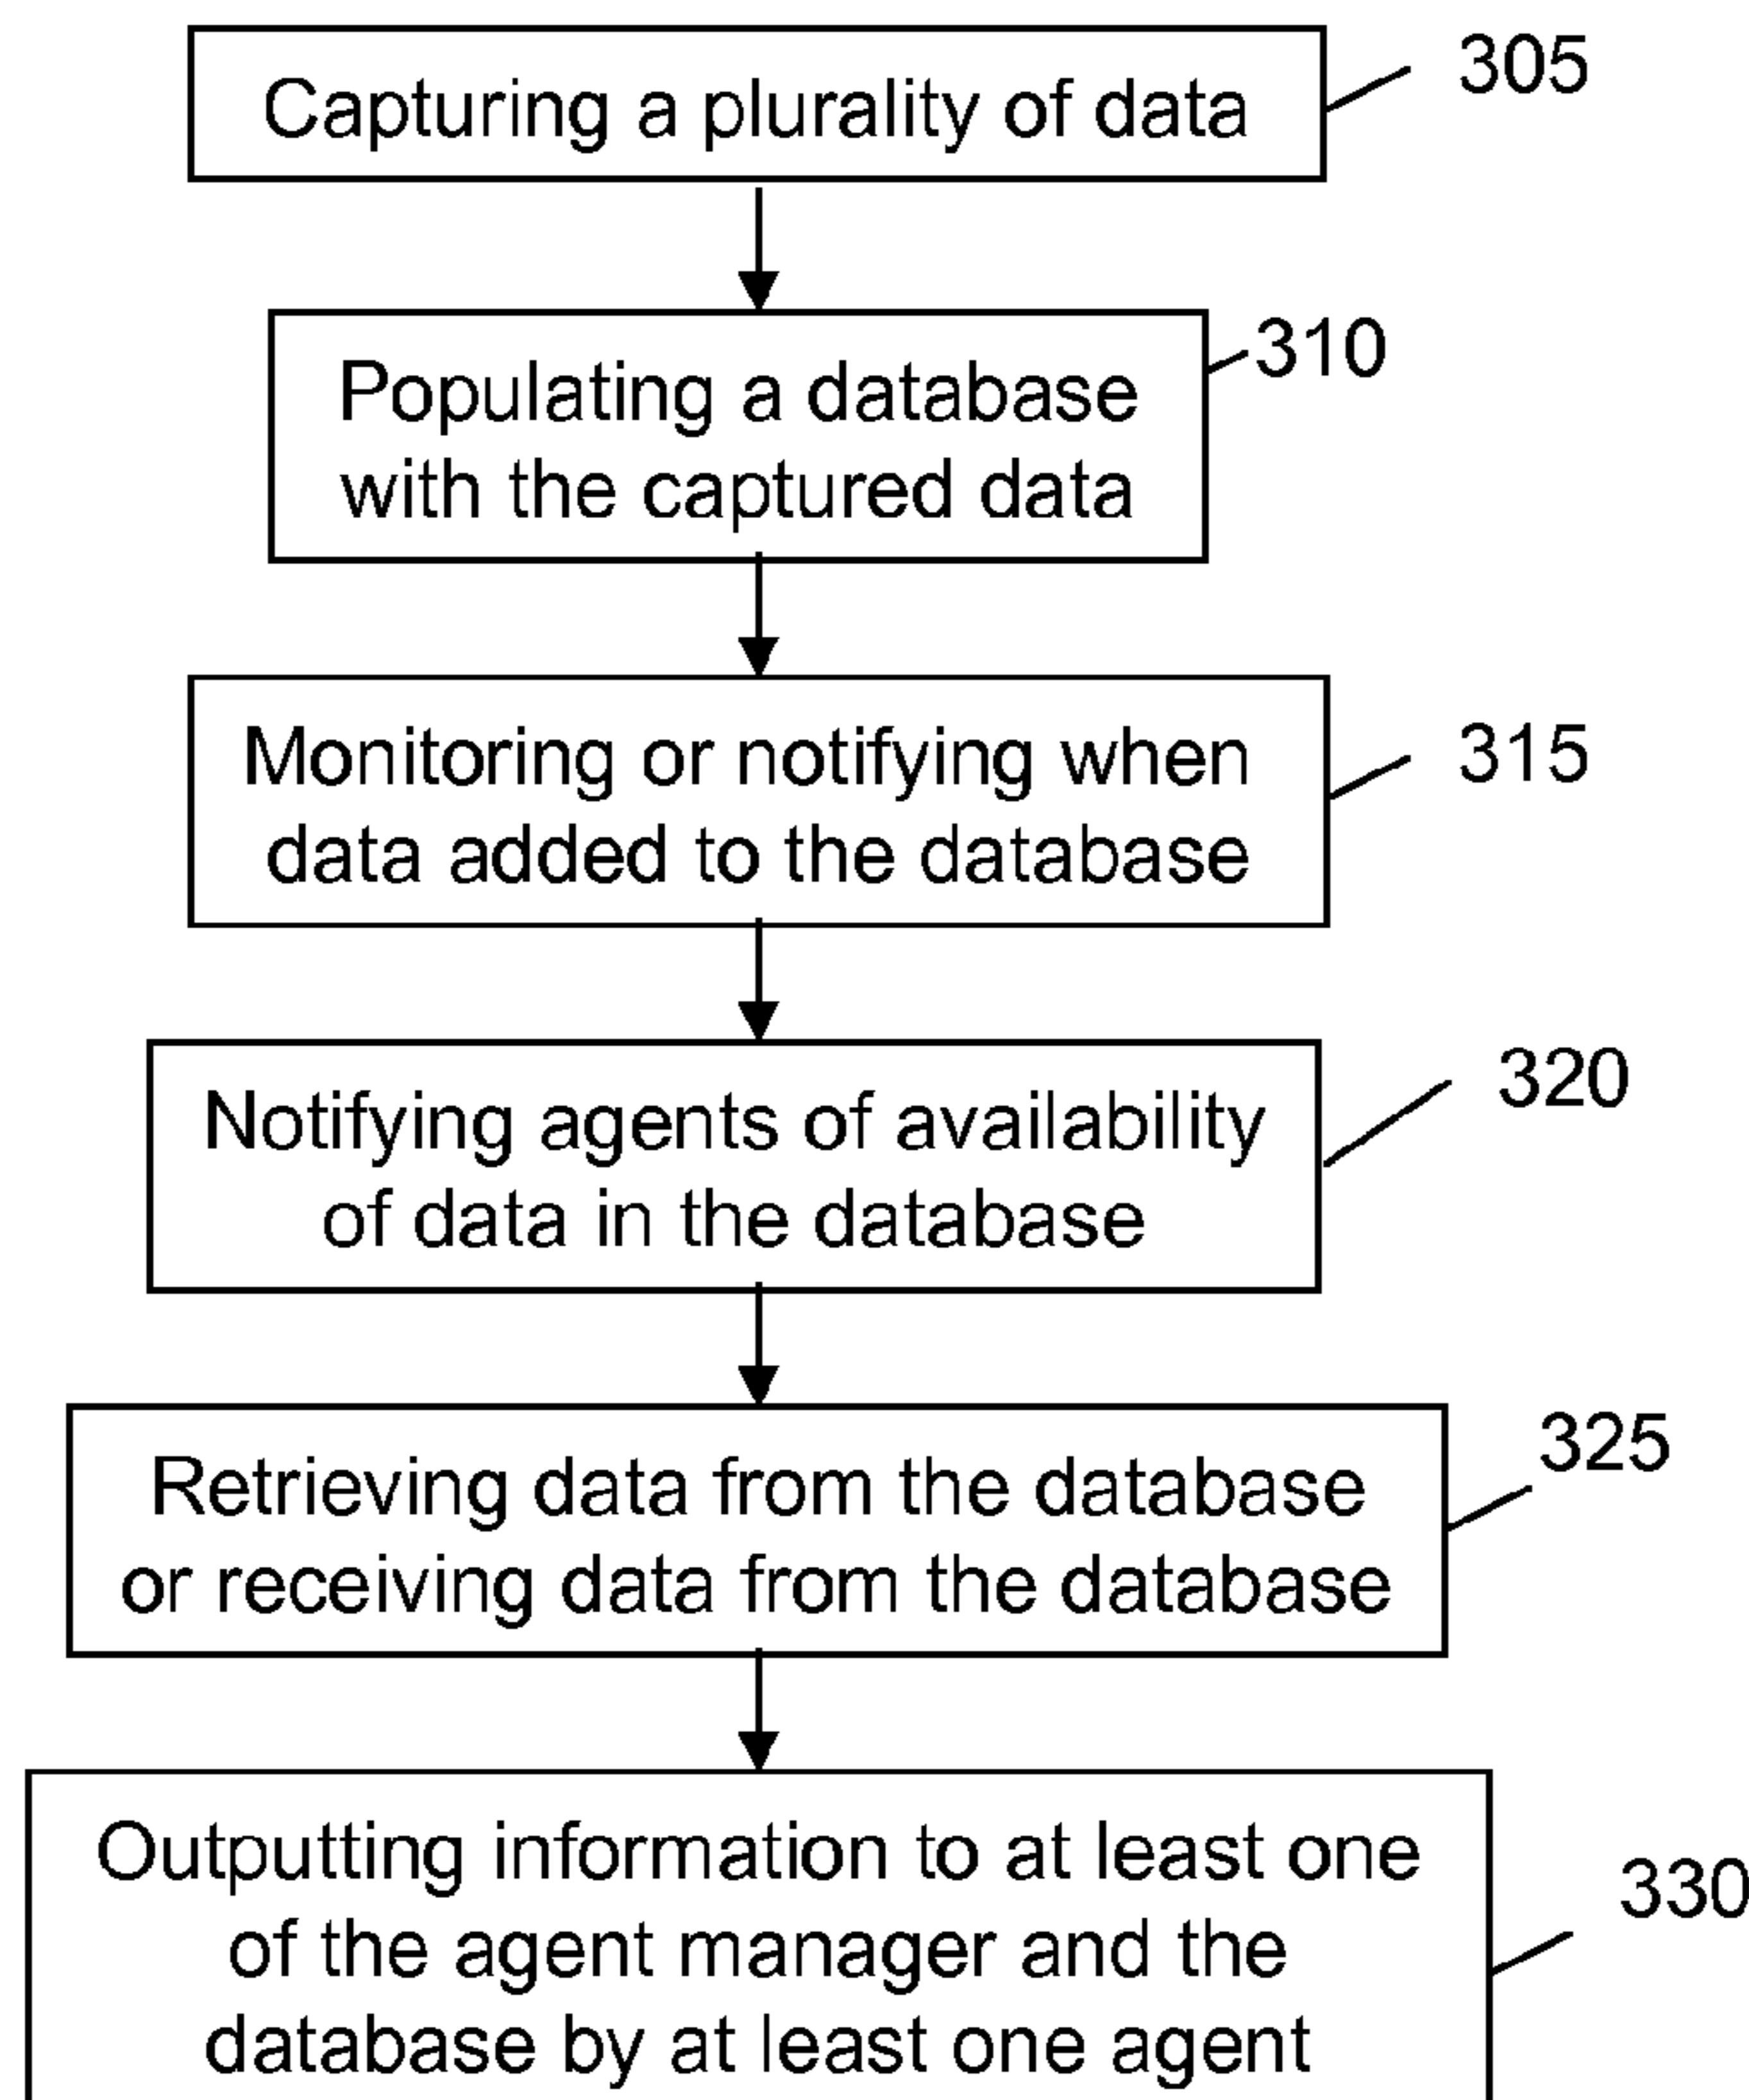 Capturing a plurality of data
305
Populating a database
with the captured data
310
Monitoring or notifying when
data added to the database
315
Notifying agents of availability
of data in the database
320
Retrieving data from the database
or receiving data from the database
325
Outputting information to at least one
of the agent manager and the
database by at least one agent
330